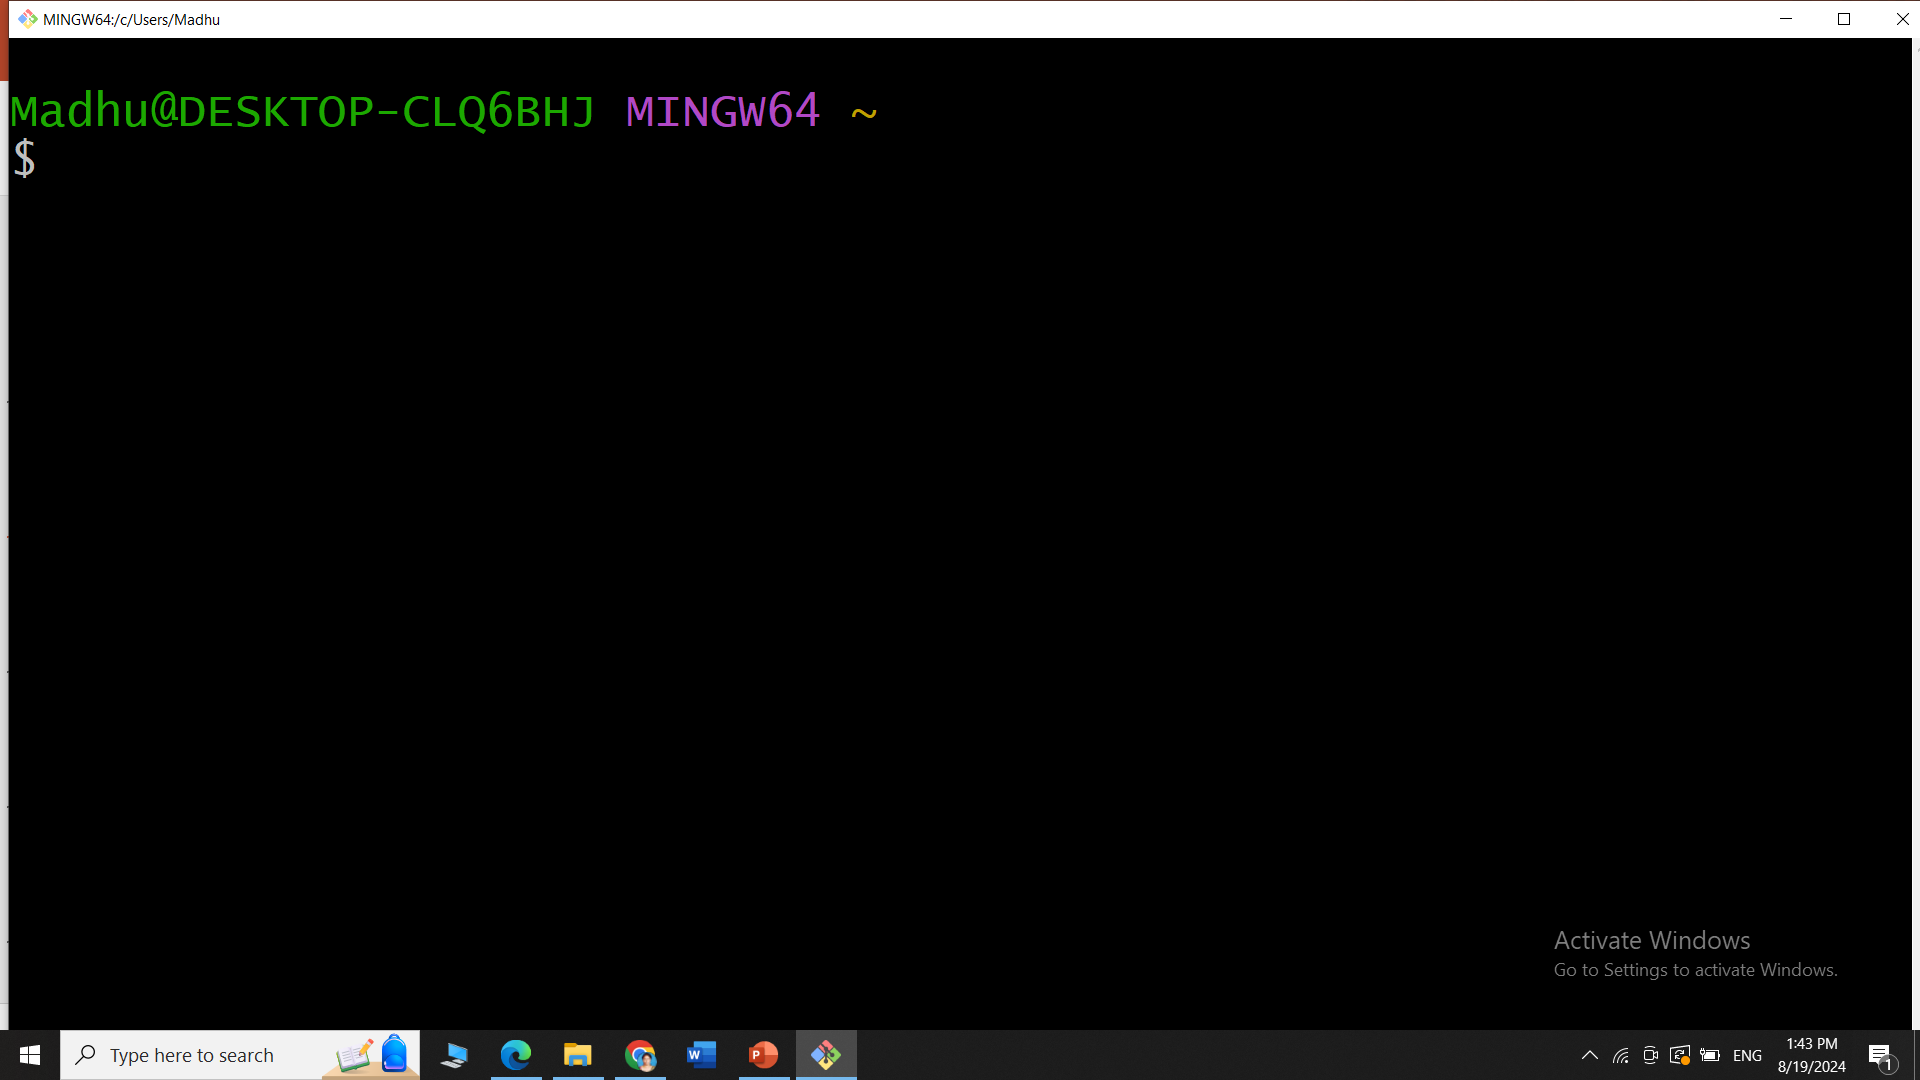 MINGW64:/c/Users/Madhu
Madhu@DESKTOP-CLQ6BHJ MINGW64 ~
$
Activate Windows
Go to Settings to activate Windows.
Type here to search
ENG
1:43 PM
8/19/2024
1